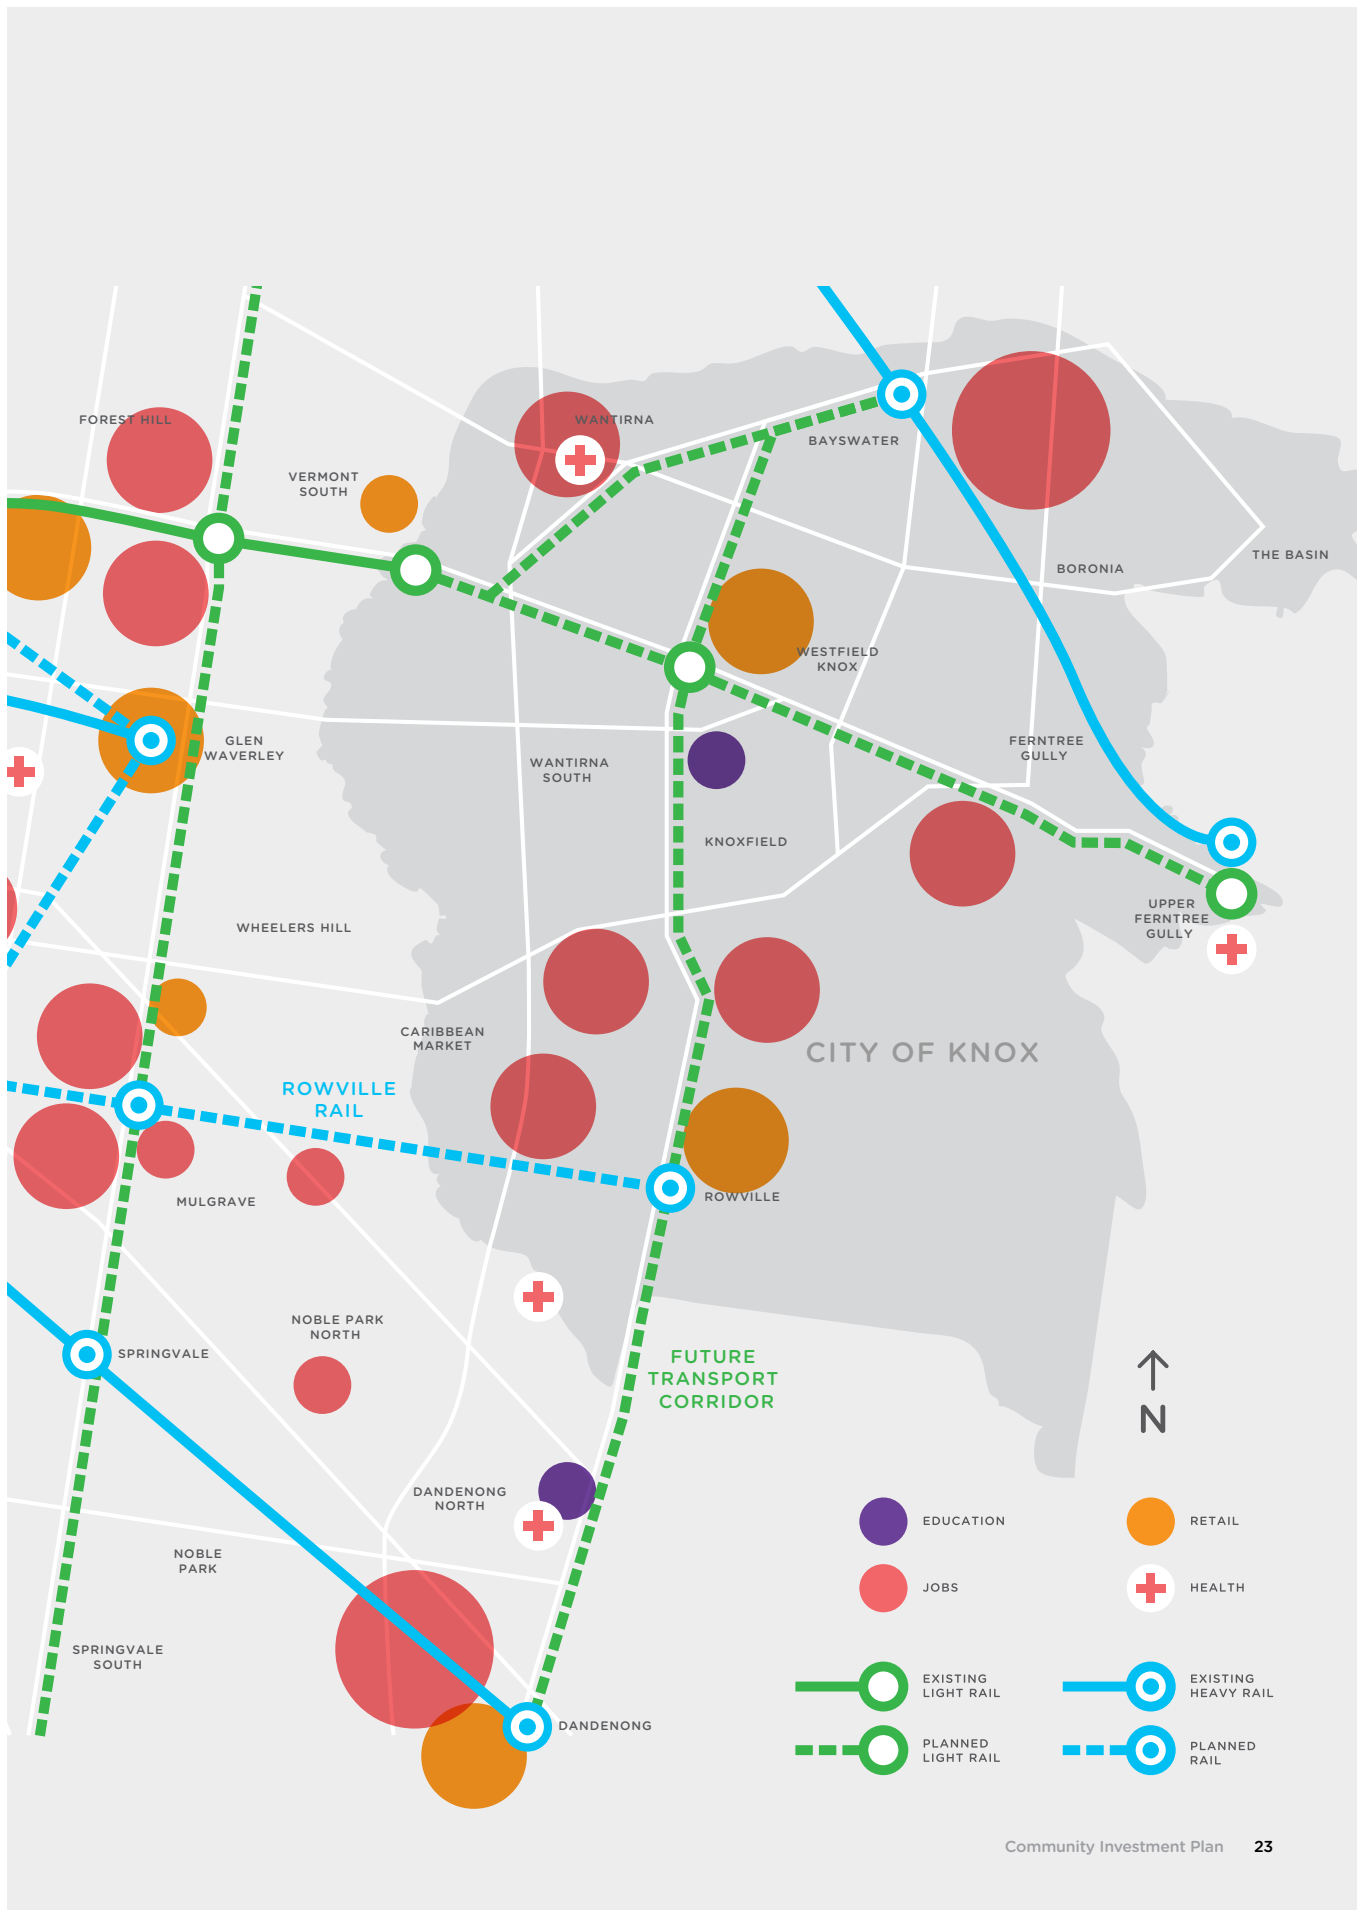 FOREST HILL
WANTIRNA
BAYSWATER
VERMONT
SOUTH
THE BASIN
BORONIA
WESTFIELD
KNOX
GLEN
WAVERLEY
FERNTREE
GULLY
WANTIRNA
SOUTH
KNOXFIELD
UPPER
FERNTREE
GULLY
WHEELERS HILL
CARIBBEAN
MARKET
CITY OF KNOX
ROWVILLE
RAIL
MULGRAVE
ROWVILLE
NOBLE PARK
NORTH
SPRINGVALE
FUTURE
TRANSPORT
CORRIDOR
N
DANDENONG
NORTH
NOBLE
PARK
SPRINGVALE
SOUTH
DANDENONG
EDUCATION
RETAIL
JOBS
HEALTH
EXISTING
LIGHT RAIL
EXISTING
HEAVY RAIL
PLANNED
LIGHT RAIL
PLANNED
RAIL
Community Investment Plan 23